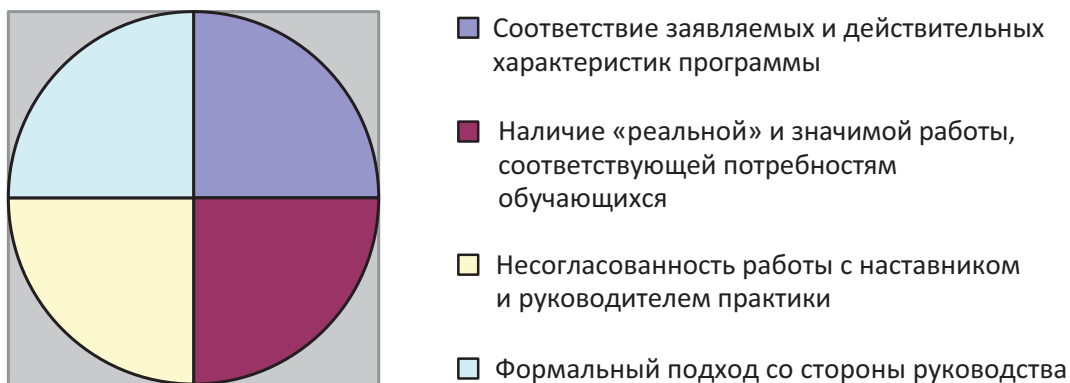 Соответствие заявляемых и действительных
характеристик программы
Наличие «реальной» и значимой работы,
соответствующей потребностям
обучающихся
Несогласованность работы с наставником
и руководителем практики
Формальный подход со стороны руководства